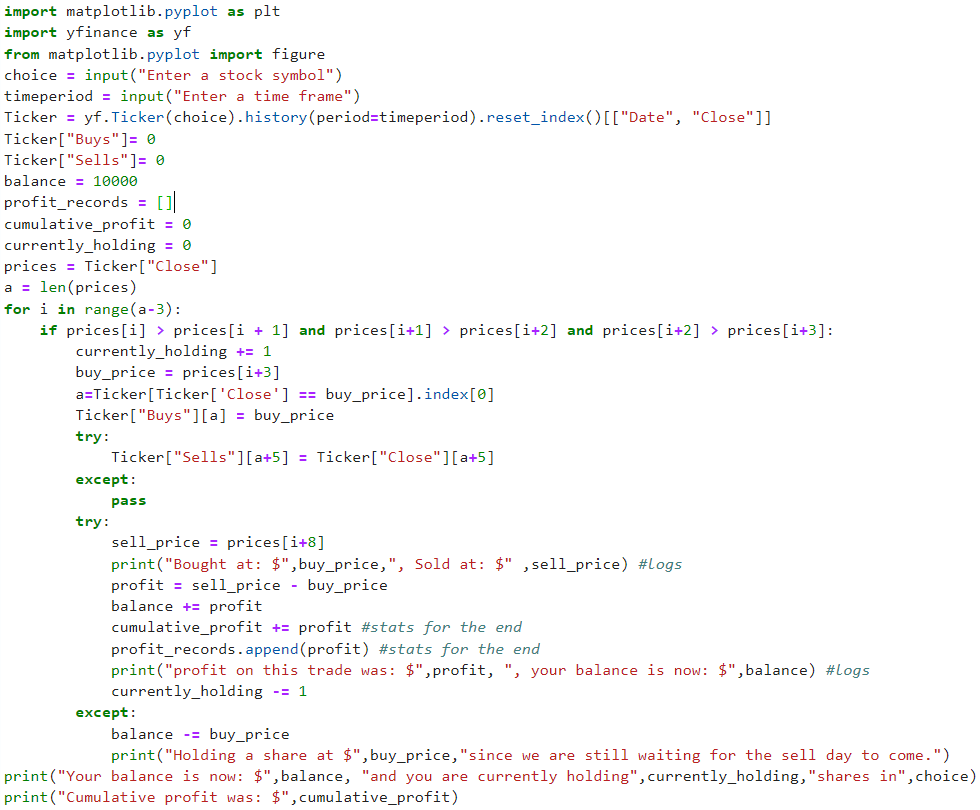 import matplotlib.pyplot as plt
import yfinance as yf
from matplotlib.pyplot import figure
choice = input("Enter a stock symbol")
timeperiod = input("Enter a time frame")
Ticker = yf.Ticker(choice).history(period=timeperiod).reset_index()[["Date", "Close"]]
Ticker["Buys"]= 0
Ticker["Sells"]= 0
balance = 10000
profit_records = []
cumulative_profit = 0
currently_holding = 0
prices = Ticker["Close"]
a = len(prices)
for i in range(a-3):
    if prices[i] > prices[i + 1] and prices[i+1] > prices[i+2] and prices[i+2] > prices[i+3]:
        currently_holding += 1
        buy_price = prices[i+3]
        a=Ticker[Ticker['Close'] == buy_price].index[0]
        Ticker["Buys"][a] = buy_price
        try:
            Ticker["Sells"][a+5] = Ticker["Close"][a+5]
        except:
            pass
        try:
            sell_price = prices[i+8]
            print("Bought at: $",buy_price,", Sold at: $" ,sell_price) #logs
            profit = sell_price - buy_price
            balance += profit
            cumulative_profit += profit #stats for the end
            profit_records.append(profit) #stats for the end
            print("profit on this trade was: $",profit, ", your balance is now: $",balance) #logs
            currently_holding -= 1
        except:
            balance -= buy_price
            print("Holding a share at $",buy_price,"since we are still waiting for the sell day to come.")
print("Your balance is now: $",balance, "and you are currently holding",currently_holding,"shares in",choice)
print("Cumulative profit was: $",cumulative_profit)